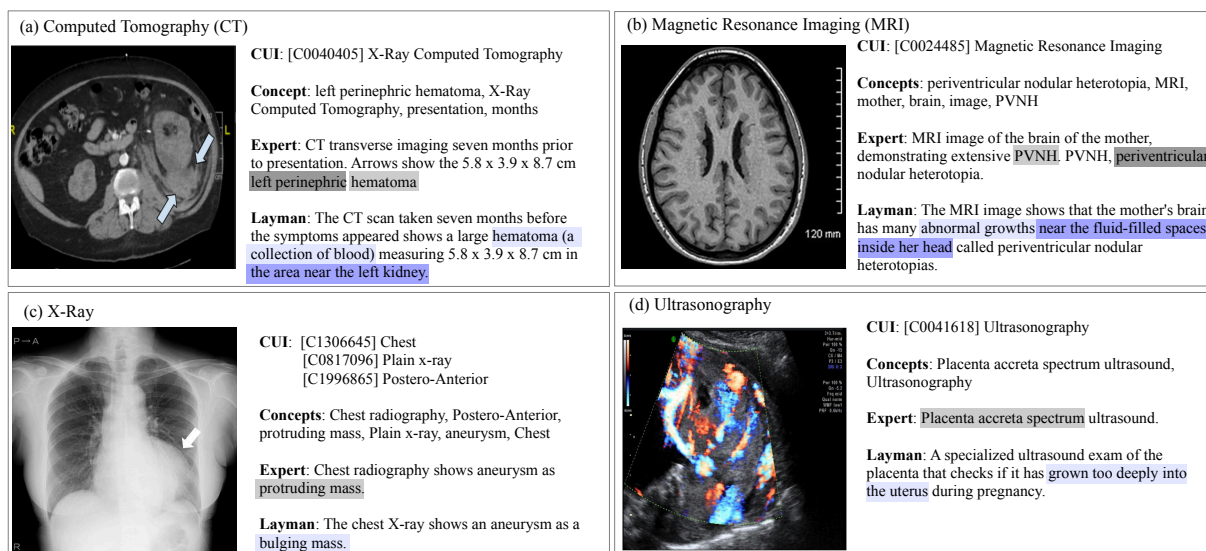 (a) Computed Tomography (CT)
R
L
CUI: [C0040405] X-Ray Computed Tomography
Concept: left perinephric hematoma, X-Ray
Computed Tomography, presentation, months
Expert: CT transverse imaging seven months prior
to presentation. Arrows show the 5.8 x 3.9 x 8.7 cm
left perinephric hematoma
Layman: The CT scan taken seven months before
the symptoms appeared shows a large hematoma (a
collection of blood) measuring 5.8 x 3.9 x 8.7 cm in
the area near the left kidney.
(b) Magnetic Resonance Imaging (MRI)
120 mm
CUI: [C0024485] Magnetic Resonance Imaging
Concepts: periventricular nodular heterotopia, MRI,
mother, brain, image, PVNH
Expert: MRI image of the brain of the mother,
demonstrating extensive PVNH. PVNH, periventricular
nodular heterotopia.
Layman: The MRI image shows that the mother's brain
has many abnormal growths near the fluid-filled spaces
inside her head called periventricular nodular
heterotopias.
(c) X-Ray
P → A
R
CUI: [C1306645] Chest
[C0817096] Plain x-ray
[C1996865] Postero-Anterior
Concepts: Chest radiography, Postero-Anterior,
protruding mass, Plain x-ray, aneurysm, Chest
Expert: Chest radiography shows aneurysm as
protruding mass.
Layman: The chest X-ray shows an aneurysm as a
bulging mass.
(d) Ultrasonography
CUI: [C0041618] Ultrasonography
Concepts: Placenta accreta spectrum ultrasound,
Ultrasonography
Expert: Placenta accreta spectrum ultrasound.
Layman: A specialized ultrasound exam of the
placenta that checks if it has grown too deeply into
the uterus during pregnancy.